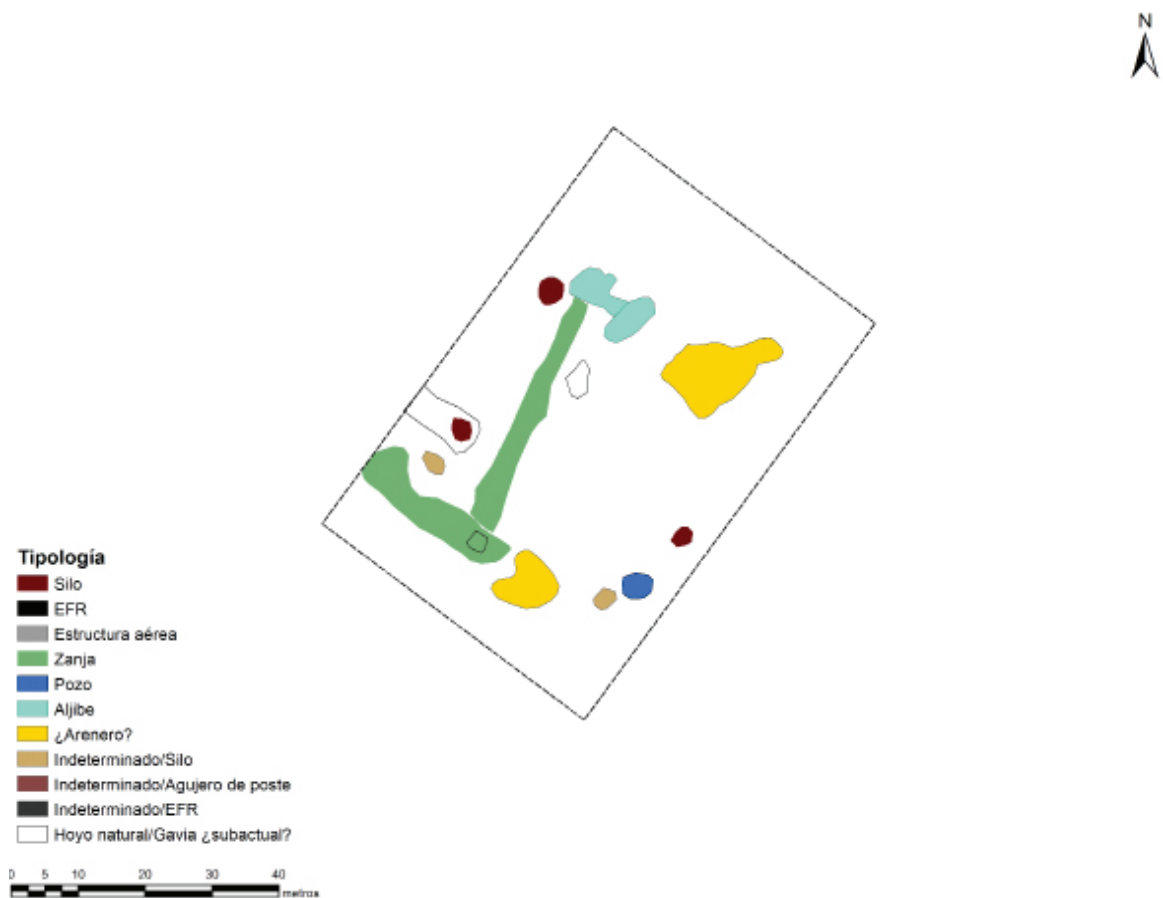 N
Tipología
Silo
EFR
Estructura aérea
Zanja
Pozo
Aljibe
¿Arenero?
Indeterminado/Silo
Indeterminado/Agujero de poste
Indeterminado/EFR
Hoyo natural/Gavia ¿subactual?
0 5 10 20 30 40
metros